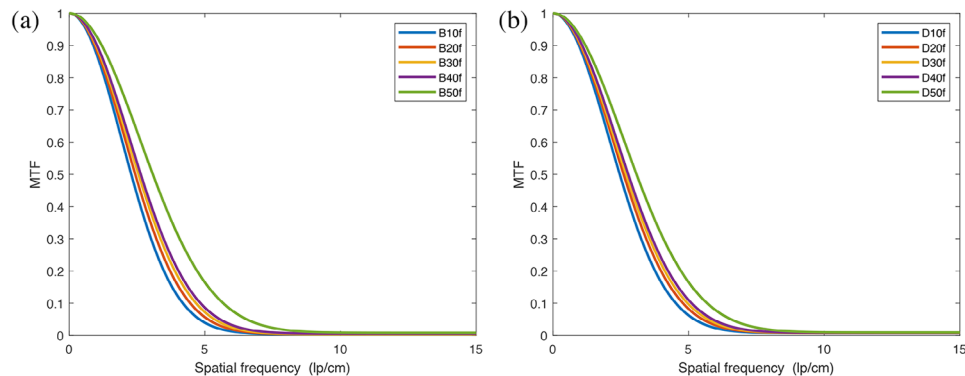 (a)
1
0.9
0.8
0.7
0.6
0.5
0.4
0.3
0.2
0.1
0
MTF
0 5 10 15
Spatial frequency (lp/cm)
B10f
B20f
B30f
B40f
B50f
(b)
1
0.9
0.8
0.7
0.6
0.5
0.4
0.3
0.2
0.1
0
MTF
0 5 10 15
Spatial frequency (lp/cm)
D10f
D20f
D30f
D40f
D50f